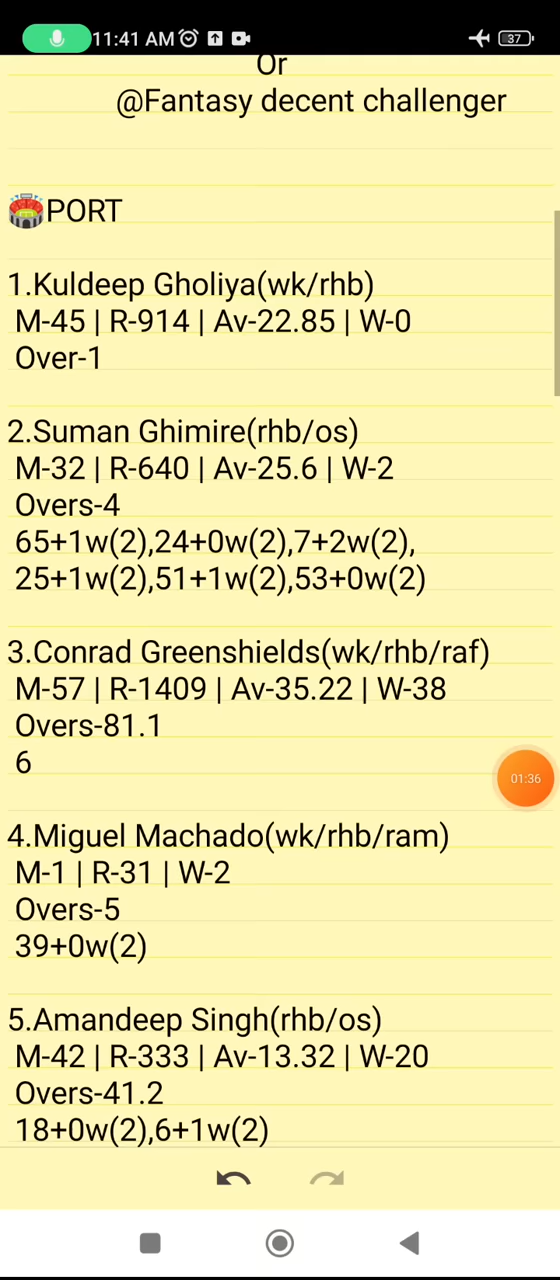 11:41 AM
37
Or
@Fantasy decent challenger
🏟️PORT
1.Kuldeep Gholiya(wk/rhb)
M-45 | R-914 | Av-22.85 | W-0
Over-1
2.Suman Ghimire(rhb/os)
M-32 | R-640 | Av-25.6 | W-2
Overs-4
65+1w(2),24+0w(2),7+2w(2),
25+1w(2),51+1w(2),53+0w(2)
3.Conrad Greenshields(wk/rhb/raf)
M-57 | R-1409 | Av-35.22 | W-38
Overs-81.1
6
01:36
4.Miguel Machado(wk/rhb/ram)
M-1 | R-31 | W-2
Overs-5
39+0w(2)
5.Amandeep Singh(rhb/os)
M-42 | R-333 | Av-13.32 | W-20
Overs-41.2
18+0w(2),6+1w(2)